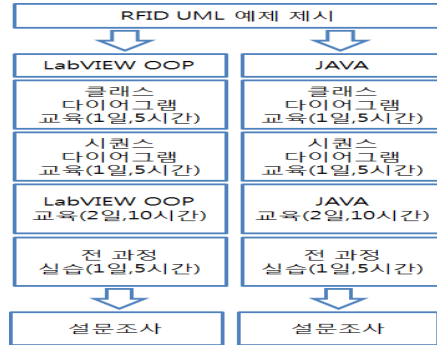 RFID UML 예제 제시
LabVIEW OOP
클래스
다이어그램
교육(1일,5시간)
시퀀스
다이어그램
교육(1일,5시간)
LabVIEW OOP
교육(2일,10시간)
전 과정
실습(1일,5시간)
설문조사
JAVA
클래스
다이어그램
교육(1일,5시간)
시퀀스
다이어그램
교육(1일,5시간)
JAVA
교육(2일,10시간)
전 과정
실습(1일,5시간)
설문조사